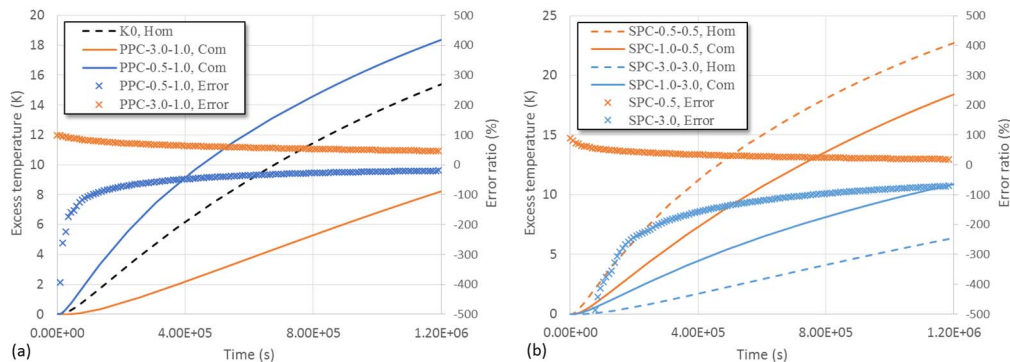 K0, Hom
PPC-3.0-1.0, Com
PPC-0.5-1.0, Com
PPC-0.5-1.0, Error
PPC-3.0-1.0, Error
Excess temperature (K)
20
18
16
14
12
10
8
6
4
2
0
500
400
300
200
100
0
-100
-200
-300
-400
-500
Error ratio (%)
0.00E+00 4.00E+05 8.00E+05 1.20E+06
Time (s)
(a)
SPC-0.5-0.5, Hom
SPC-1.0-0.5, Com
SPC-3.0-3.0, Hom
SPC-1.0-3.0, Com
SPC-0.5, Error
SPC-3.0, Error
Excess temperature (K)
25
20
15
10
5
0
500
400
300
200
100
0
-100
-200
-300
-400
-500
Error ratio (%)
0.00E+00 4.00E+05 8.00E+05 1.20E+06
Time (s)
(b)